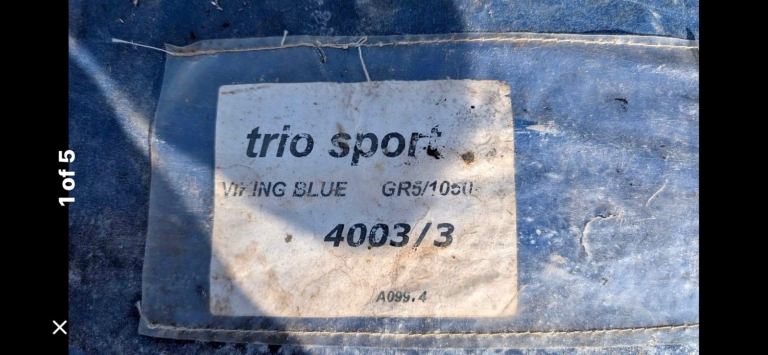 1 of 5
trio sport
VIKING BLUE GR5/1050
4003/3
A099.4